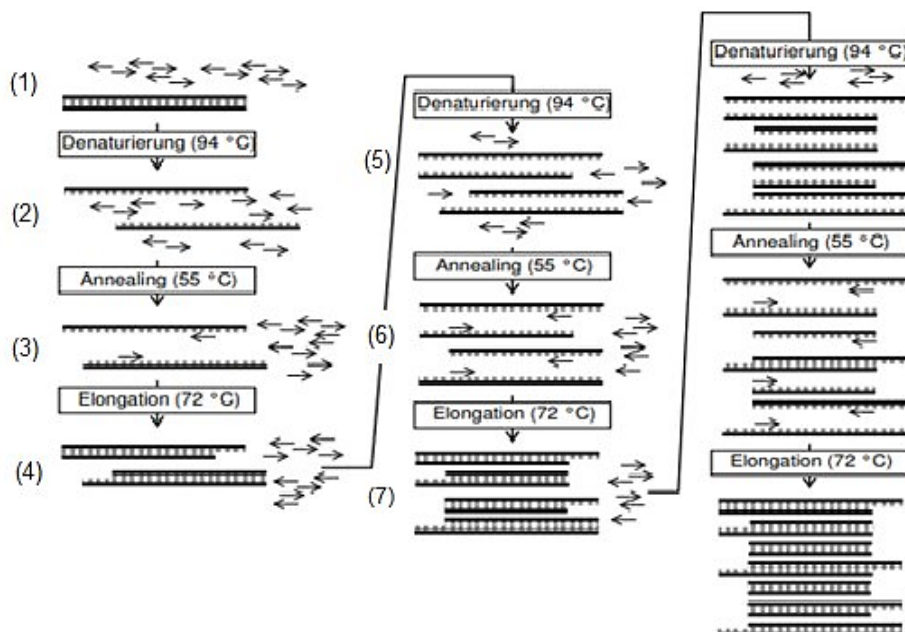 (1)
Denaturierung (94 °C)
(2)
Annealing (55 °C)
(3)
Elongation (72 °C)
(4)
Denaturierung (94 °C)
(5)
Annealing (55 °C)
(6)
Elongation (72 °C)
(7)
Denaturierung (94 °C)
Annealing (55 °C)
Elongation (72 °C)